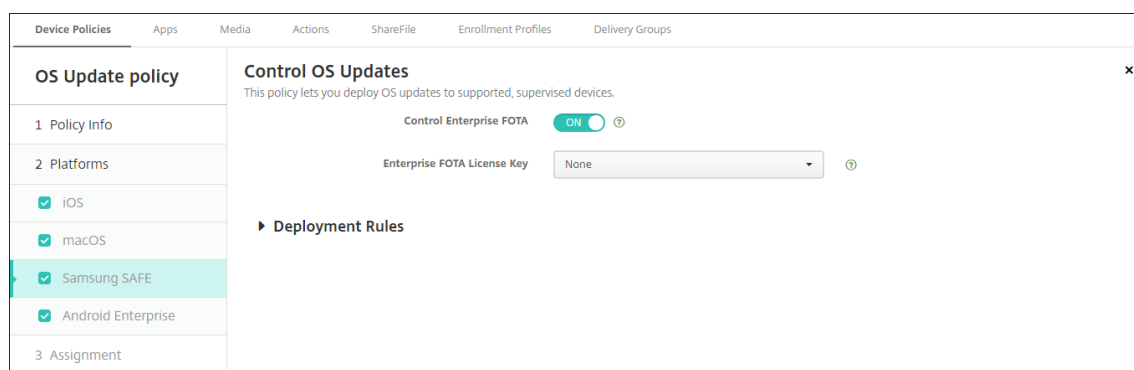 Device Policies Apps Media Actions ShareFile Enrollment Profiles Delivery Groups
OS Update policy
1 Policy Info
2 Platforms
iOS
macOS
Samsung SAFE
Android Enterprise
3 Assignment
Control OS Updates
This policy lets you deploy OS updates to supported, supervised devices.
Control Enterprise FOTA ON
Enterprise FOTA License Key None
Deployment Rules